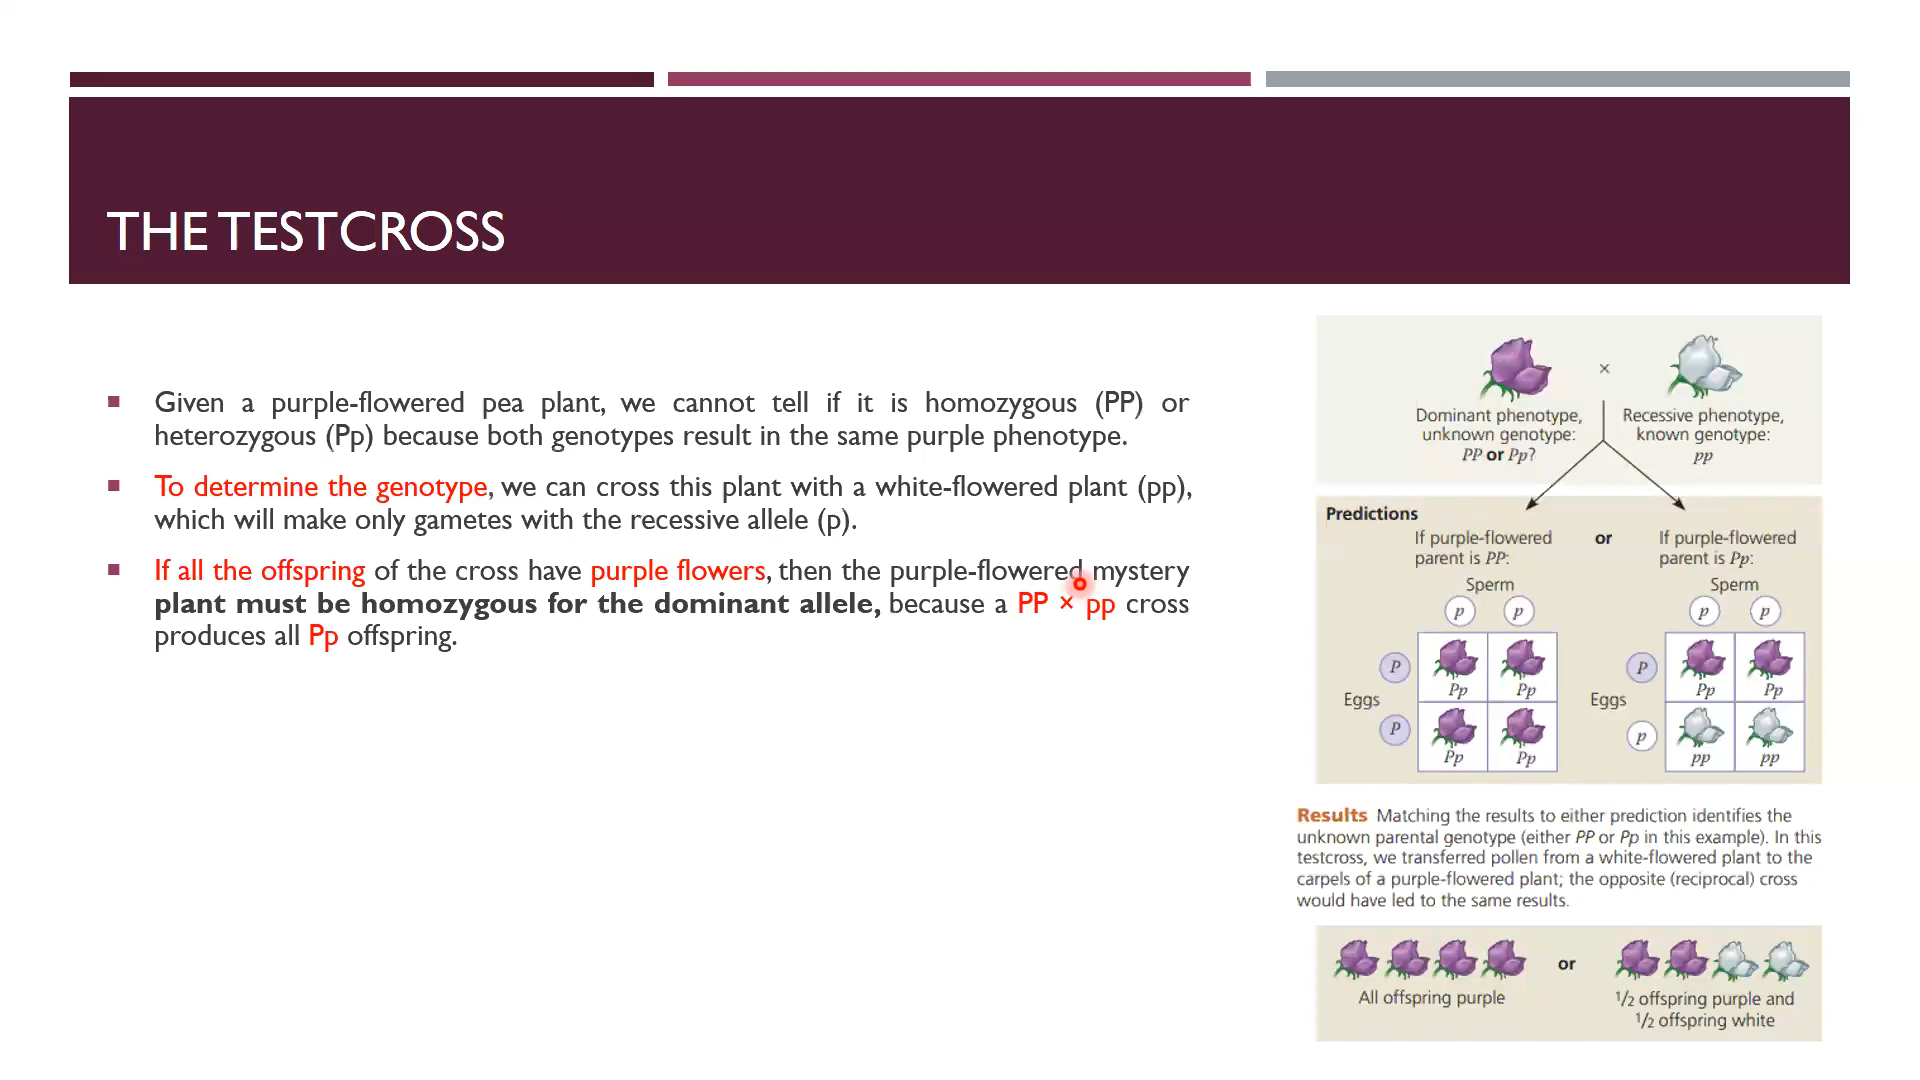 THE TESTCROSS
Given a purple-flowered pea plant, we cannot tell if it is homozygous (PP) or
heterozygous (Pp) because both genotypes result in the same purple phenotype.
To determine the genotype, we can cross this plant with a white-flowered plant (pp),
which will make only gametes with the recessive allele (p).
If all the offspring of the cross have purple flowers, then the purple-flowered mystery
plant must be homozygous for the dominant allele, because a PP × pp cross
produces all Pp offspring.
×
Dominant phenotype,
unknown genotype:
PP or Pp?
Recessive phenotype,
known genotype:
pp
Predictions
If purple-flowered
parent is PP:
or
If purple-flowered
parent is Pp:
Sperm
Sperm
p p
p p
P
Pp Pp
Eggs
P
Pp Pp
P
Pp Pp
Eggs
p
pp pp
Results Matching the results to either prediction identifies the
unknown parental genotype (either PP or Pp in this example). In this
testcross, we transferred pollen from a white-flowered plant to the
carpels of a purple-flowered plant; the opposite (reciprocal) cross
would have led to the same results.
or
All offspring purple
1/2 offspring purple and
1/2 offspring white